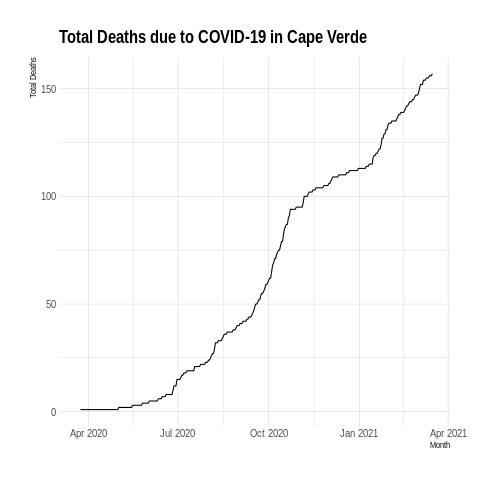 Total Deaths due to COVID-19 in Cape Verde
Total Deaths
150
100
50
0
Apr 2020 Jul 2020 Oct 2020 Jan 2021 Apr 2021
Month